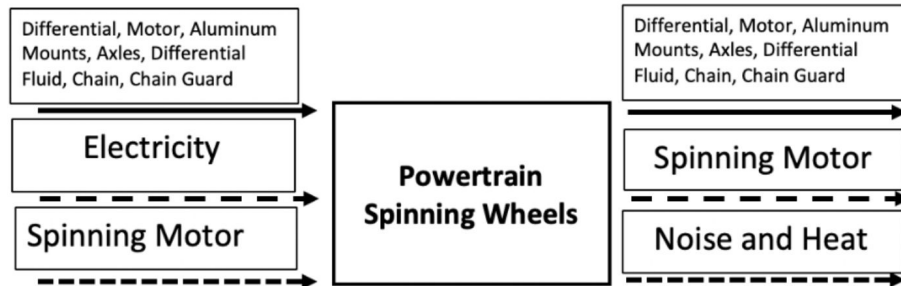 Differential, Motor, Aluminum
Mounts, Axles, Differential
Fluid, Chain, Chain Guard
Electricity
Spinning Motor
Powertrain
Spinning Wheels
Differential, Motor, Aluminum
Mounts, Axles, Differential
Fluid, Chain, Chain Guard
Spinning Motor
Noise and Heat